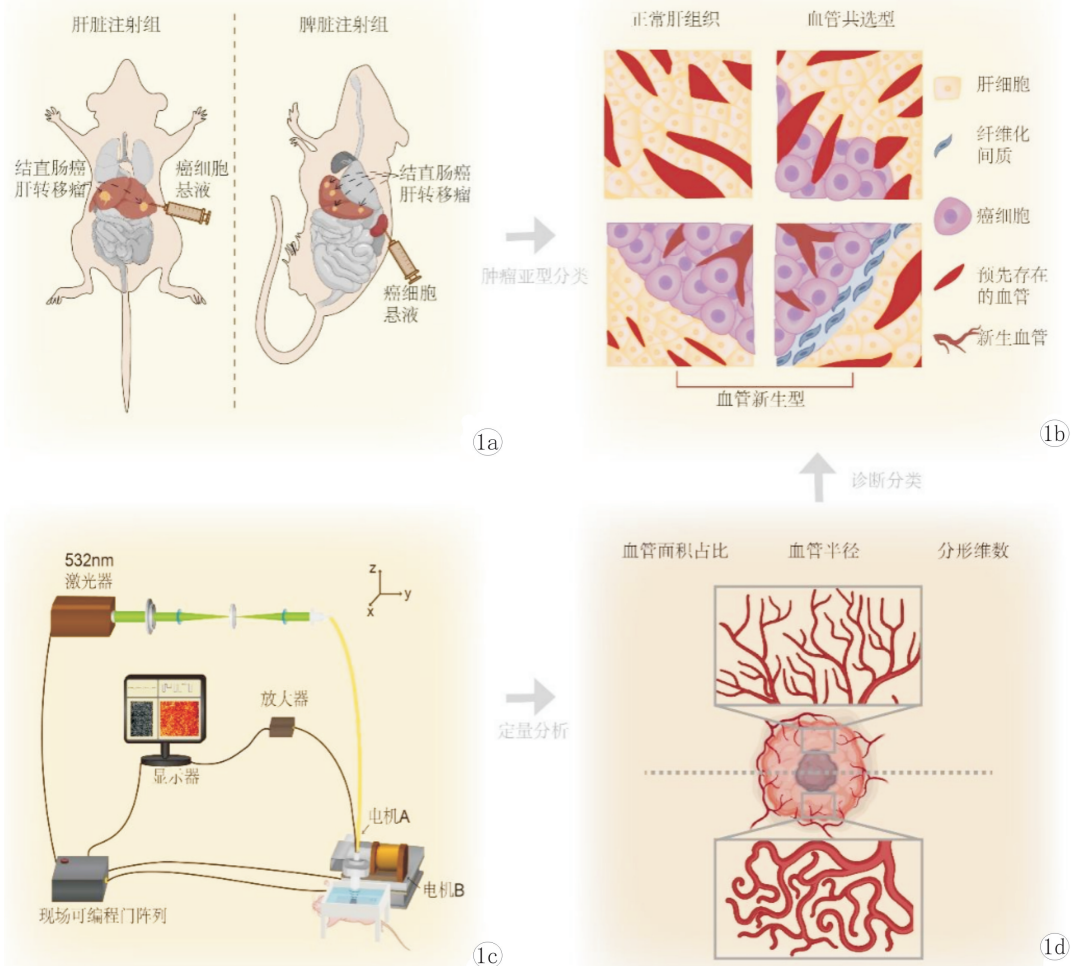 肝脏注射组
脾脏注射组
结直肠癌
肝转移瘤
癌细胞
悬液
结直肠癌
肝转移瘤
癌细胞
悬液
1a
肿瘤亚型分类
正常肝组织
血管共选型
肝细胞
纤维化
间质
癌细胞
预先存在
的血管
新生血管
血管新生型
1b
诊断分类
532nm
激光器
z
y
x
放大器
显示器
电机A
电机B
现场可编程门阵列
1c
定量分析
血管面积占比
血管半径
分形维数
1d